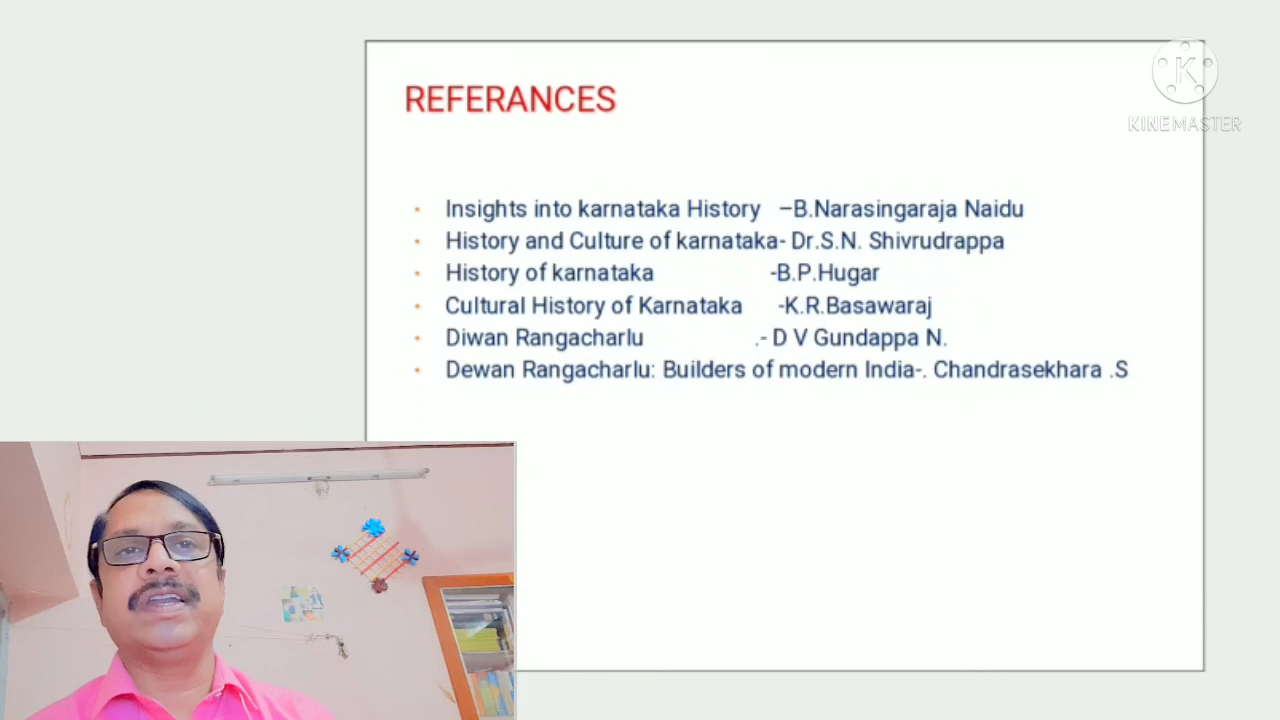 REFERANCES
K
KINEMASTER
• Insights into karnataka History –B.Narasingaraja Naidu
• History and Culture of karnataka- Dr.S.N. Shivrudrappa
• History of karnataka -B.P.Hugar
• Cultural History of Karnataka -K.R.Basawaraj
• Diwan Rangacharlu .- D V Gundappa N.
• Dewan Rangacharlu: Builders of modern India-. Chandrasekhara .S